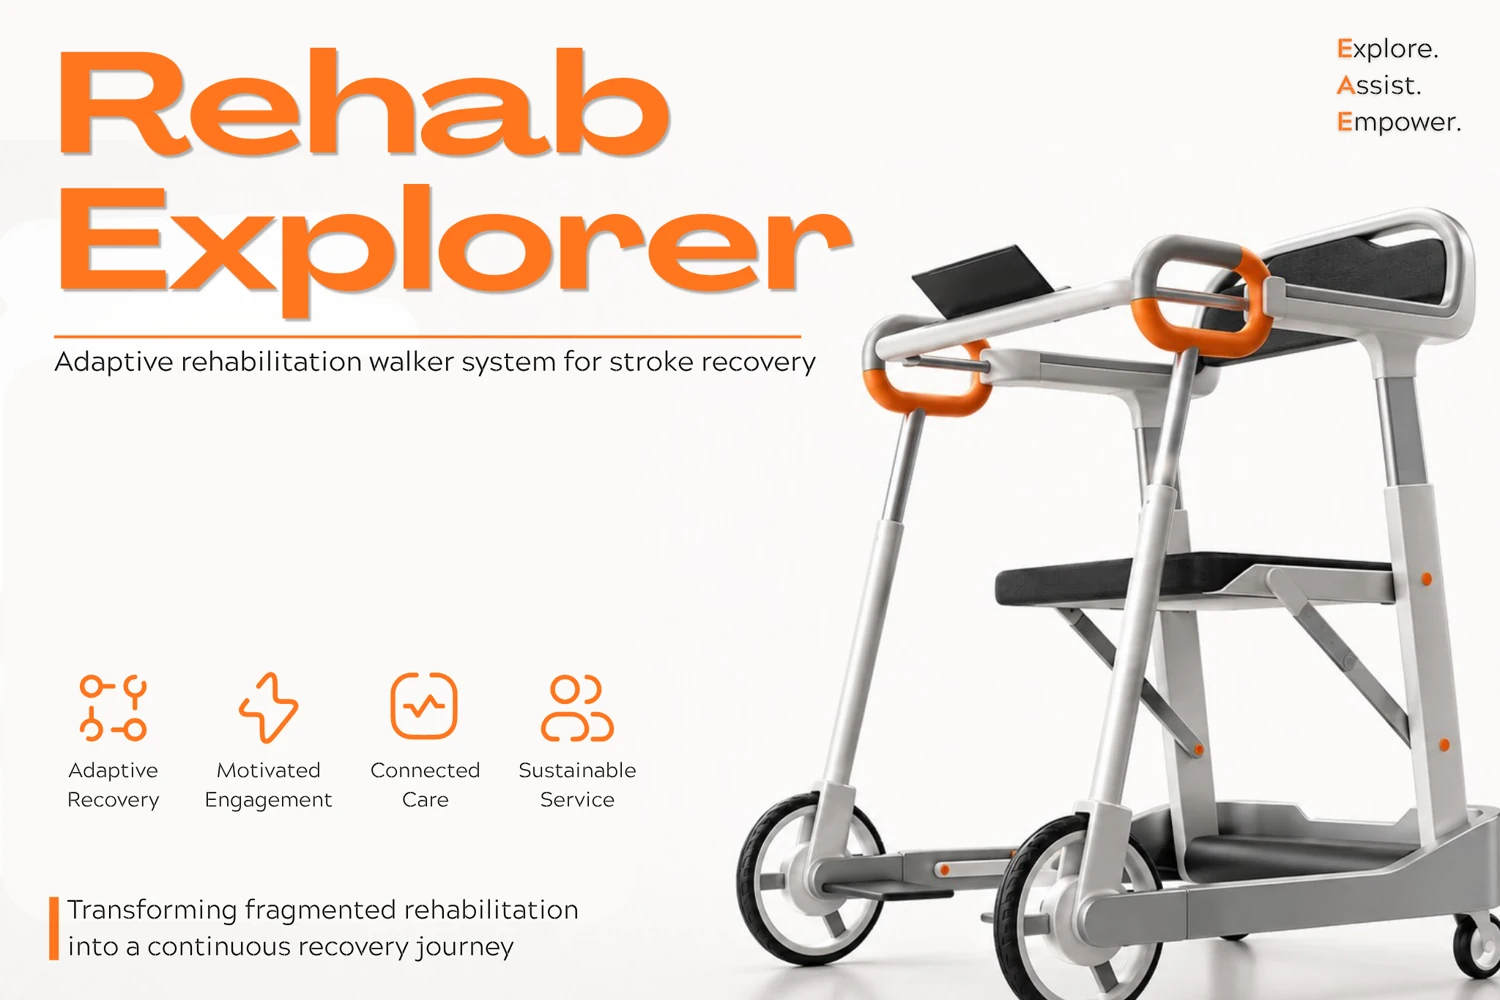 Rehab
Explorer
Adaptive rehabilitation walker system for stroke recovery
Explore.
Assist.
Empower.
Adaptive
Recovery
Motivated
Engagement
Connected
Care
Sustainable
Service
Transforming fragmented rehabilitation
into a continuous recovery journey